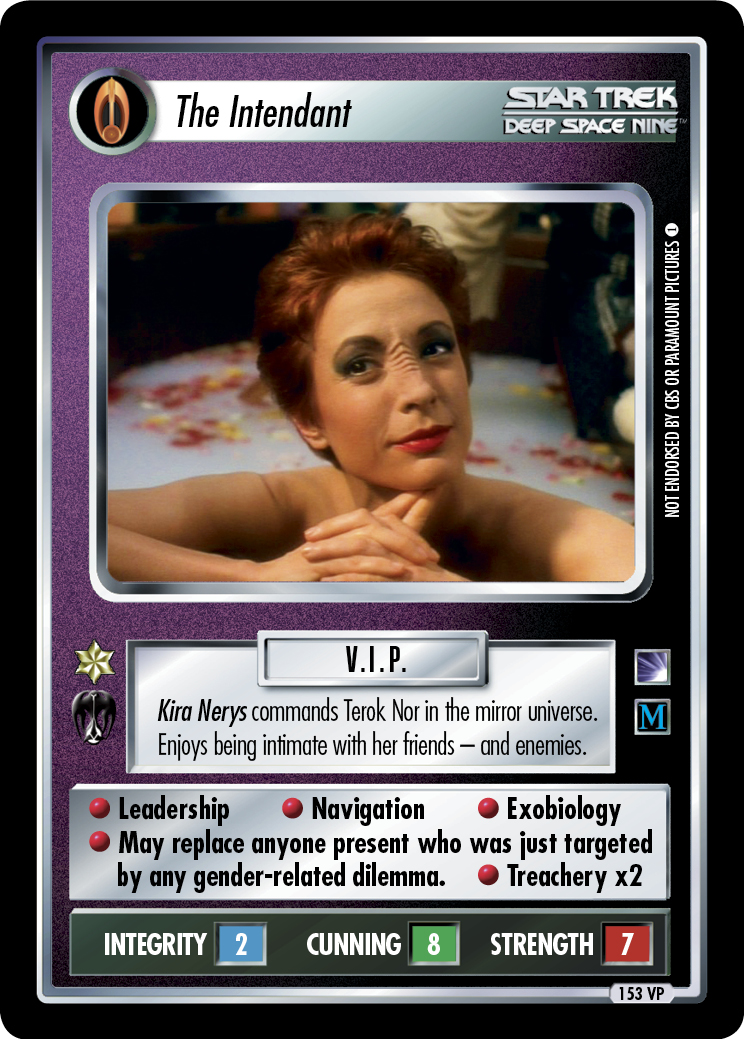 The Intendant
STAR TREK
DEEP SPACE NINE™
NOT ENDORSED BY CBS OR PARAMOUNT PICTURES 1
V.I.P.
Kira Nerys commands Terok Nor in the mirror universe.
Enjoys being intimate with her friends – and enemies.
M
Leadership Navigation Exobiology
May replace anyone present who was just targeted
by any gender-related dilemma. Treachery x2
INTEGRITY 2 CUNNING 8 STRENGTH 7
153 VP